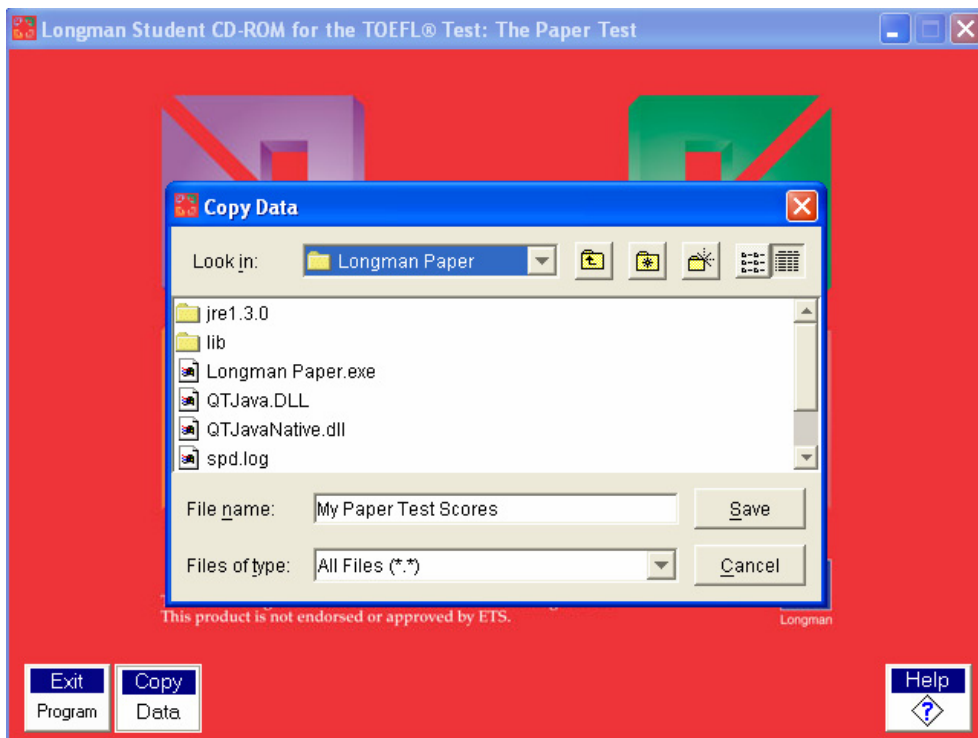 Longman Student CD-ROM for the TOEFL® Test: The Paper Test
Copy Data
Look in:
Longman Paper
jre1.3.0
lib
Longman Paper.exe
QTJava.DLL
QTJavaNative.dll
spd.log
File name:
My Paper Test Scores
Save
Files of type:
All Files (*.*)
Cancel
This product is not endorsed or approved by ETS.
Longman
Exit
Program
Copy
Data
Help
?